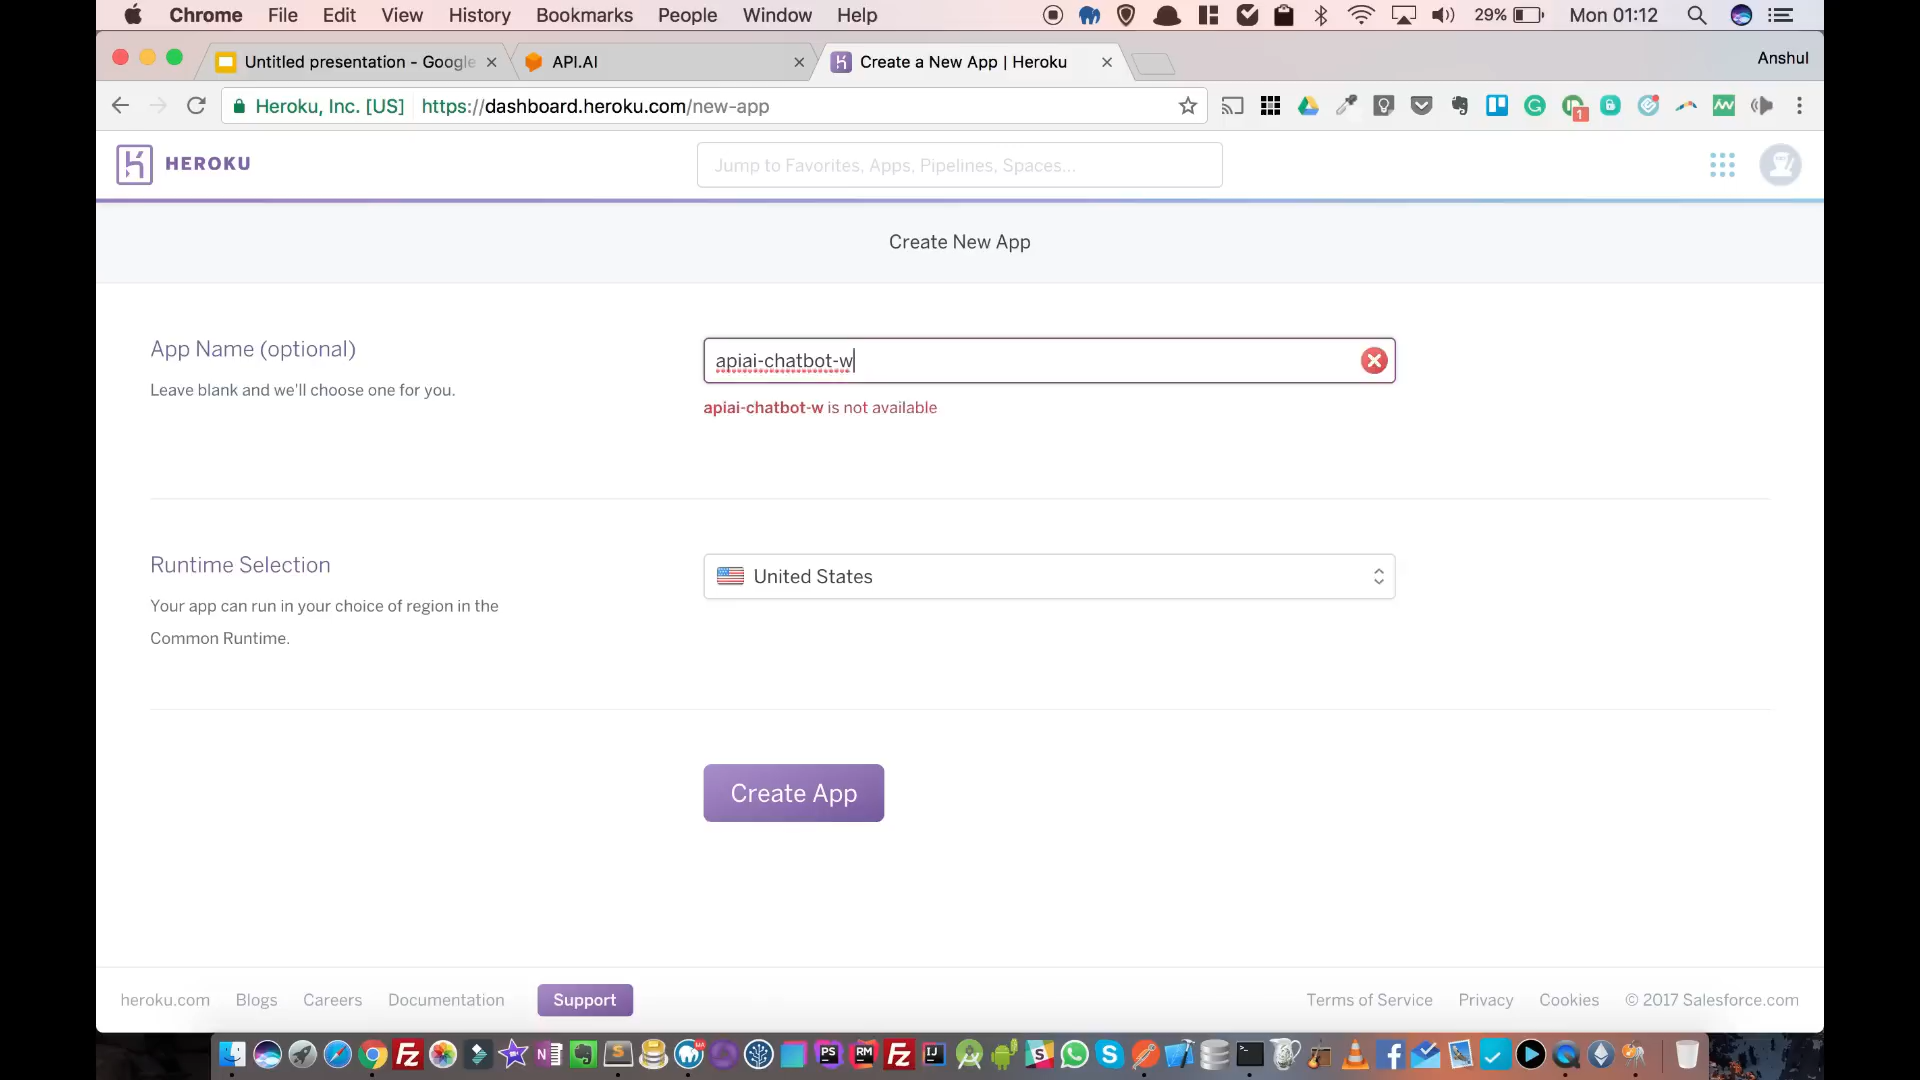 Chrome File Edit View History Bookmarks People Window Help 29% Mon 01:12
Untitled presentation - Google
API.AI
Create a New App | Heroku
Anshul
Heroku, Inc. [US] https://dashboard.heroku.com/new-app
1
HEROKU
Jump to Favorites, Apps, Pipelines, Spaces...
Create New App
App Name (optional)
Leave blank and we'll choose one for you.
apiai-chatbot-w
apiai-chatbot-w is not available
Runtime Selection
Your app can run in your choice of region in the
Common Runtime.
United States
Create App
heroku.com Blogs Careers Documentation Support Terms of Service Privacy Cookies © 2017 Salesforce.com